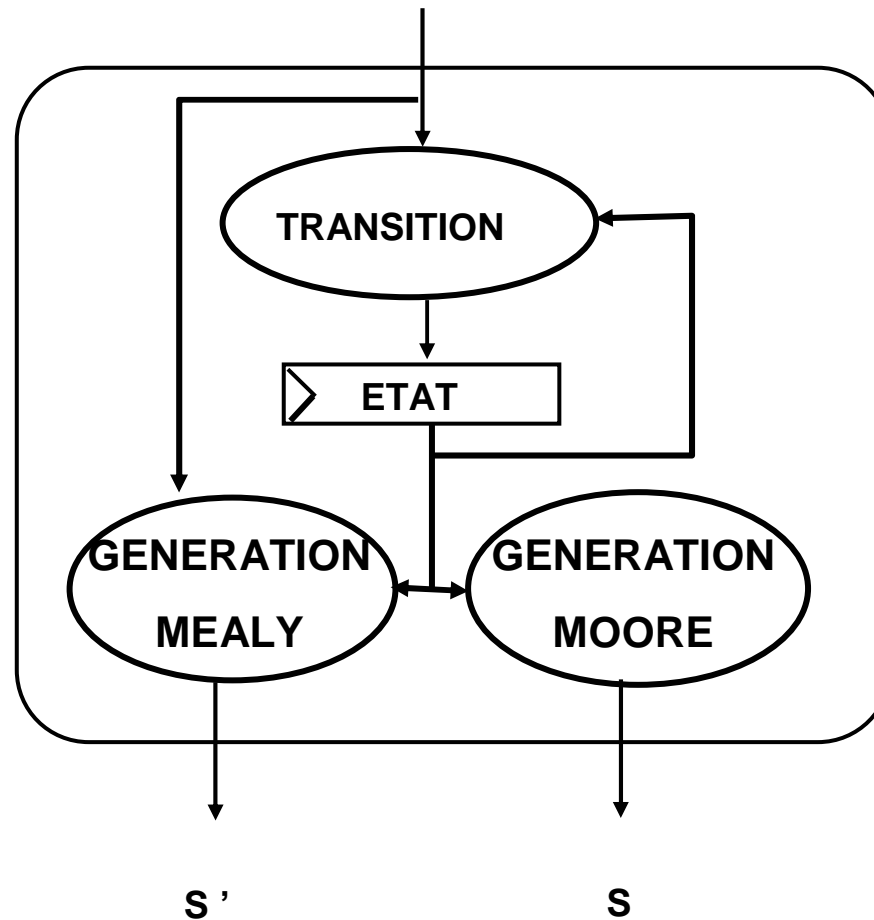 TRANSITION
ETAT
GENERATION
MEALY
GENERATION
MOORE
S ’
S